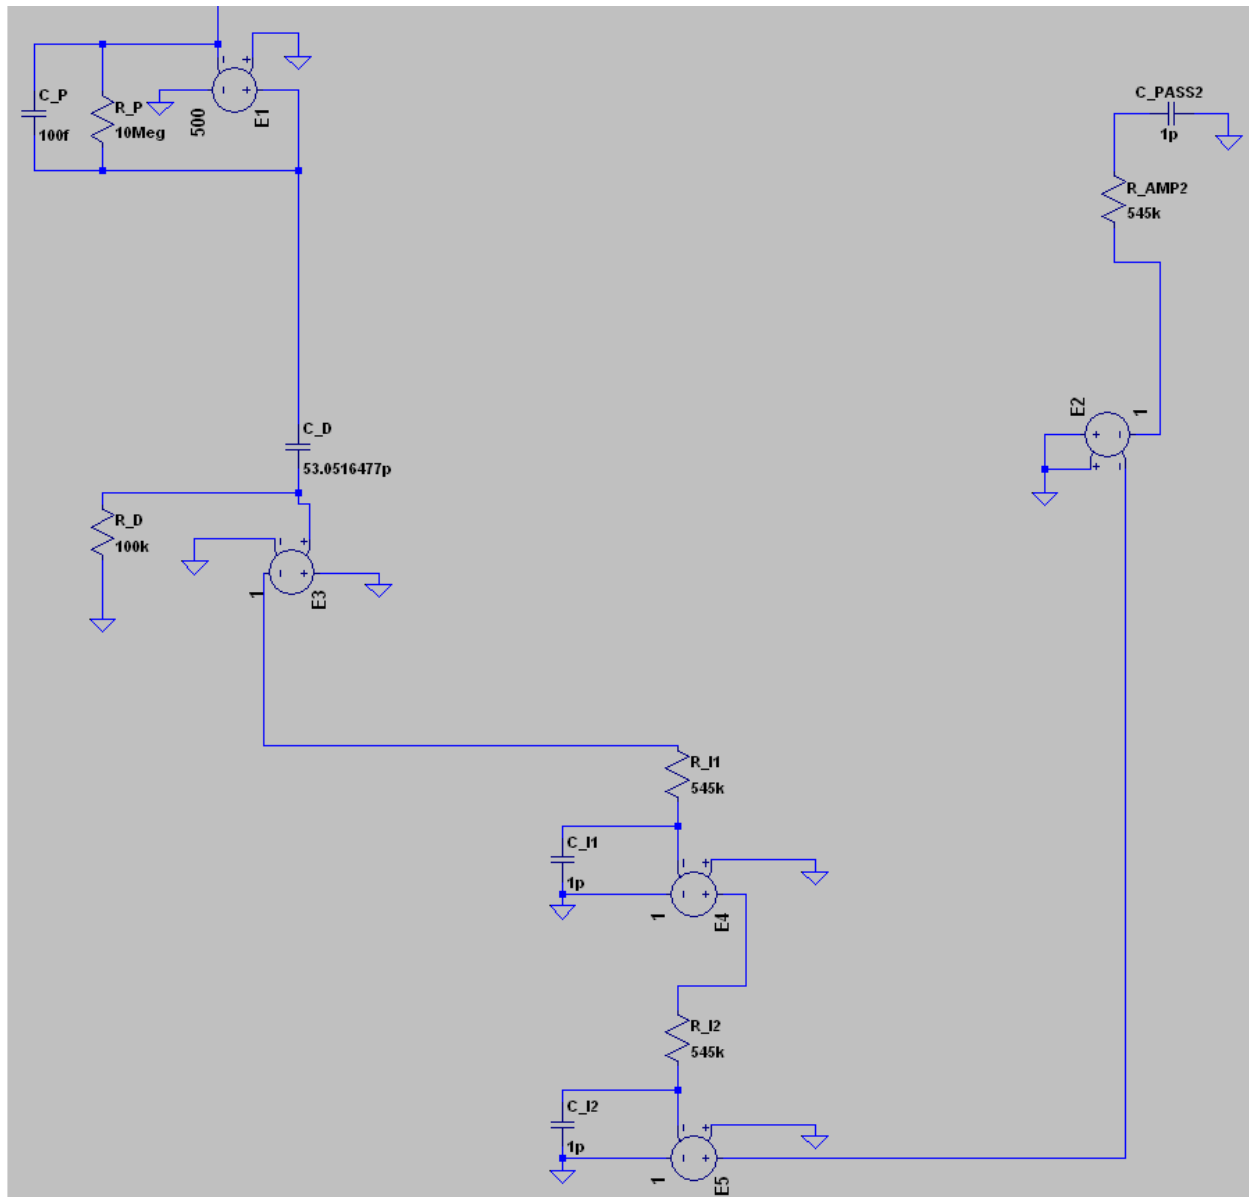 C_P
100f
R_P
10Meg
500
E1
C_PASS2
1p
R_AMP2
545k
E2
1
C_D
53.0516477p
R_D
100k
1
E3
R_I1
545k
C_I1
1p
1
E4
R_I2
545k
C_I2
1p
1
E5